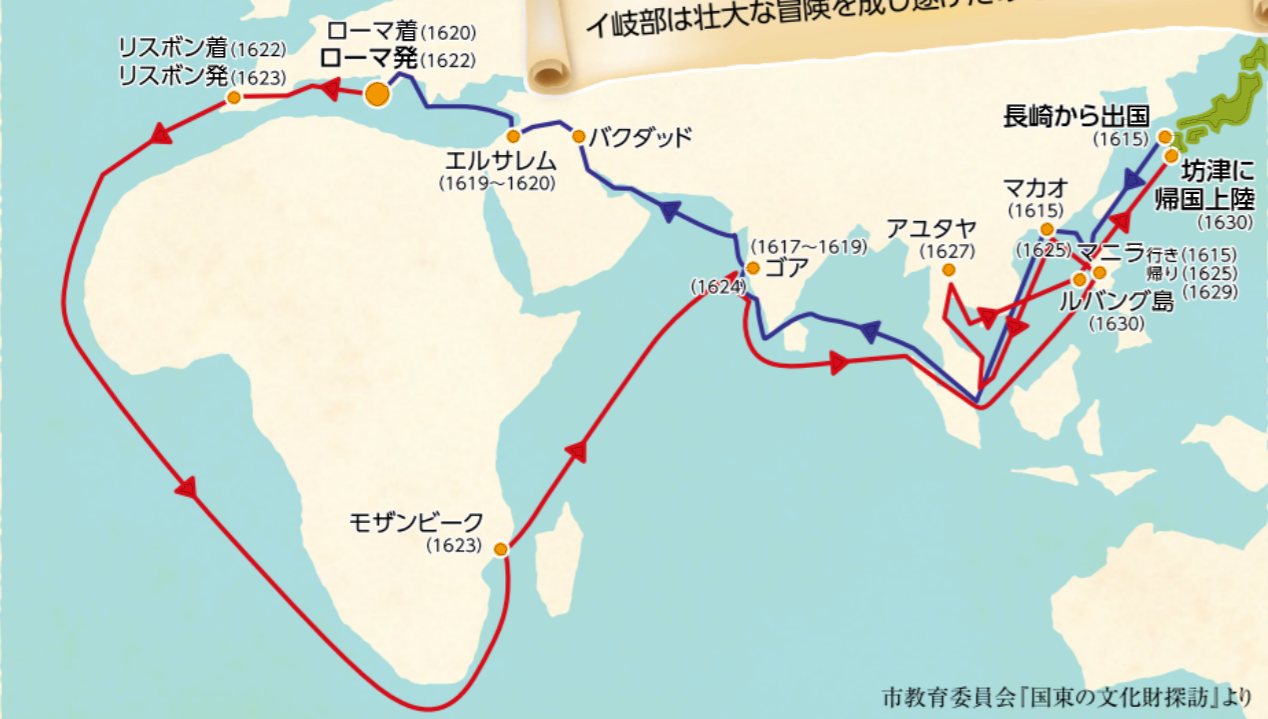 イ岐部は壮大な冒険を成し遂げた
ローマ着(1620)
ローマ発(1622)
リスボン着(1622)
リスボン発(1623)
エルサレム
(1619〜1620)
バクダッド
長崎から出国
(1615)
坊津に
帰国上陸
(1630)
マカオ
(1615)
(1625)
アユタヤ
(1627)
マニラ行き(1615)
帰り(1625)
(1629)
ルバング島
(1630)
(1617〜1619)
ゴア
(1624)
モザンビーク
(1623)
市教育委員会『国東の文化財探訪』より